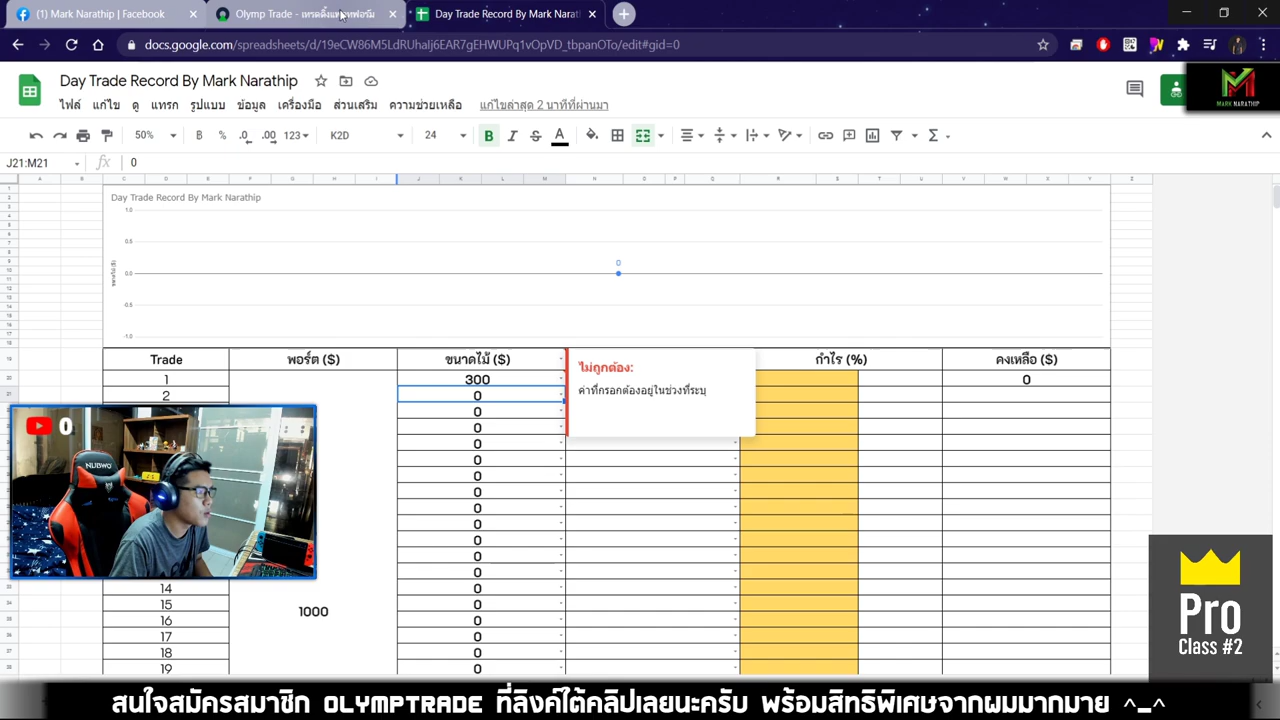 (1) Mark Narathip | Facebook
Olymp Trade - เทรดดิ้งแพลทฟอร์ม
Day Trade Record By Mark Narat
docs.google.com/spreadsheets/d/19eCW86M5LdRUhaIj6EAR7gEHWUPq1vOpVD_tbpanOTo/edit#gid=0
Day Trade Record By Mark Narathip
MARK NARATHIP
ไฟล์ แก้ไข ดู แทรก รูปแบบ ข้อมูล เครื่องมือ ส่วนเสริม ความช่วยเหลือ แก้ไขล่าสุด 2 นาทีที่ผ่านมา
50% ฿ % .0 .00 123 K2D 24 B I S A
J21:M21 fx 0
Day Trade Record By Mark Narathip
1.0
0.5
0
0.0
-0.5
-1.0
Trade พอร์ต ($) ขนาดไม้ ($) กำไร (%) คงเหลือ ($)
1 300 0
2 0
ไม่ถูกต้อง:
ค่าที่กรอกต้องอยู่ในช่วงที่ระบุ
0
0
0
0
0
0
0
0
0
0
0
14 0
15 0
1000
16 0
17 0
18 0
19 0
0
NUBWO
Pro
Class #2
สนใจสมัครสมาชิก OLYMPTRADE ที่ลิงค์ใต้คลิปเลยนะครับ พร้อมสิทธิพิเศษจากผมมากมาย ^_^